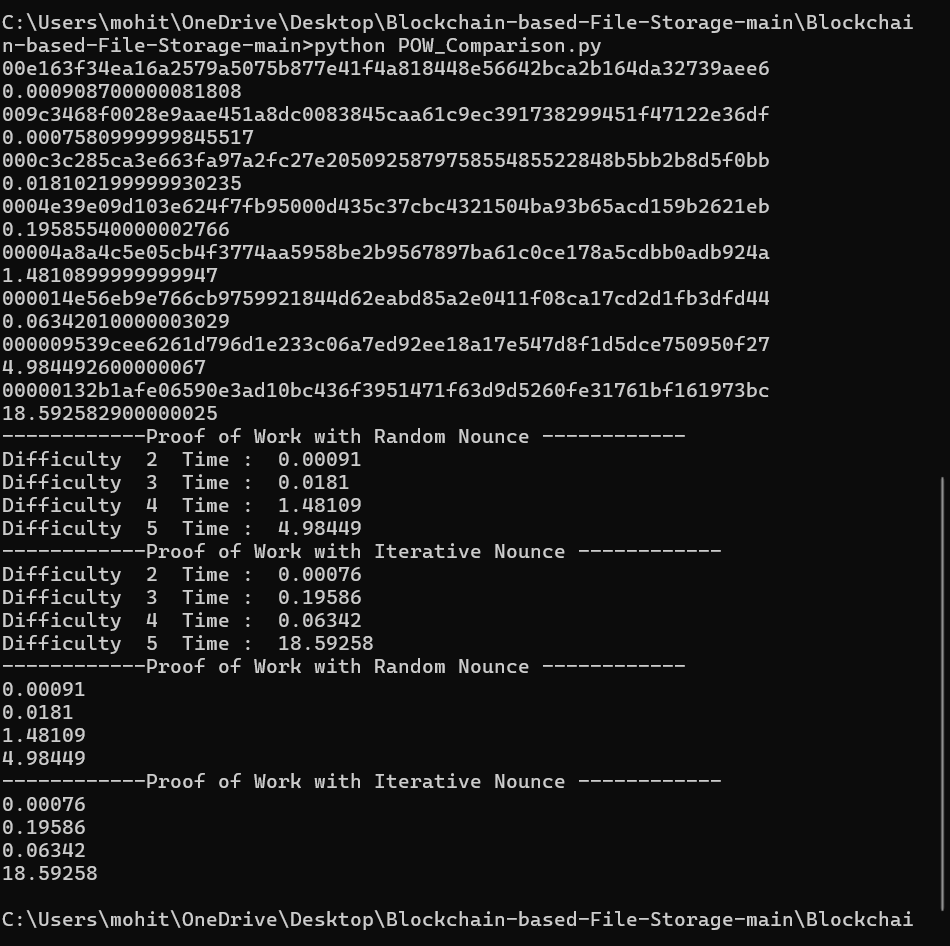 C:\Users\mohit\OneDrive\Desktop\Blockchain-based-File-Storage-main\Blockchai
n-based-File-Storage-main>python POW_Comparison.py
00e163f34ea16a2579a5075b877e41f4a818448e56642bca2b164da32739aee6
0.000908700000081808
009c3468f0028e9aae451a8dc0083845caa61c9ec391738299451f47122e36df
0.0007580999999845517
000c3c285ca3e663fa97a2fc27e2050925879758554855228​48b5bb2b8d5f0bb
0.018102199999930235
0004e39e09d103e624f7fb95000d435c37cbc4321504ba93b65acd159b2621eb
0.19585540000002766
00004a8a4c5e05cb4f3774aa5958be2b9567897ba61c0ce178a5cdbb0adb924a
1.4810899999999947
000014e56eb9e766cb9759921844d62eabd85a2e0411f08ca17cd2d1fb3dfd44
0.06342010000003029
000009539cee6261d796d1e233c06a7ed92ee18a17e547d8f1d5dce750950f27
4.984492600000067
00000132b1afe06590e3ad10bc436f3951471f63d9d5260fe31761bf161973bc
18.592582900000025
------------Proof of Work with Random Nounce ------------
Difficulty  2  Time :  0.00091
Difficulty  3  Time :  0.0181
Difficulty  4  Time :  1.48109
Difficulty  5  Time :  4.98449
------------Proof of Work with Iterative Nounce ------------
Difficulty  2  Time :  0.00076
Difficulty  3  Time :  0.19586
Difficulty  4  Time :  0.06342
Difficulty  5  Time :  18.59258
------------Proof of Work with Random Nounce ------------
0.00091
0.0181
1.48109
4.98449
------------Proof of Work with Iterative Nounce ------------
0.00076
0.19586
0.06342
18.59258
C:\Users\mohit\OneDrive\Desktop\Blockchain-based-File-Storage-main\Blockchai